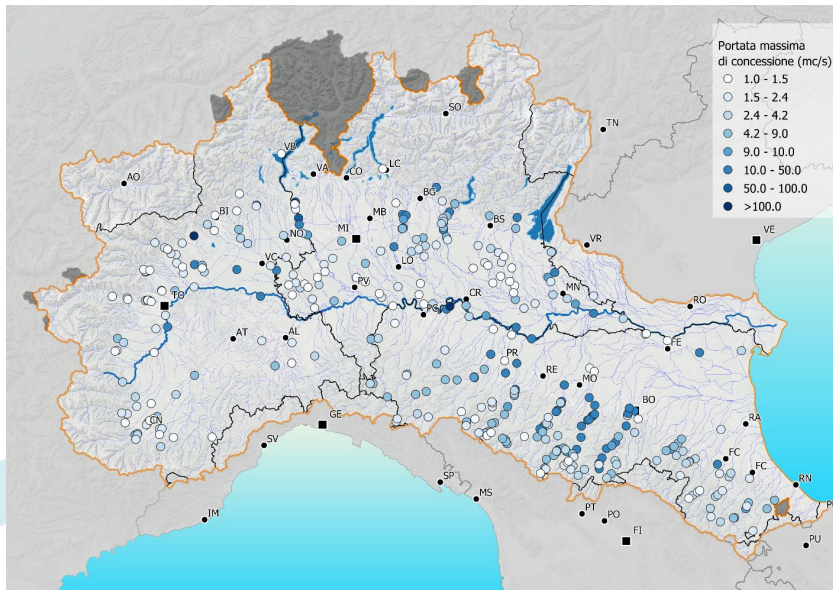 Portata massima
di concessione (mc/s)
1.0 - 1.5
1.5 - 2.4
2.4 - 4.2
4.2 - 9.0
9.0 - 10.0
10.0 - 50.0
50.0 - 100.0
>100.0
SO
TN
VB
LC
VA
CO
AO
BG
BI
MB
BS
NO
MI
VR
VE
VC
LO
PV
MN
TO
CR
RO
PC
AT
AL
FE
PR
RE
MO
BO
CN
GE
RA
SV
FC
FC
SP
RN
MS
IM
PT
PO
FI
PU